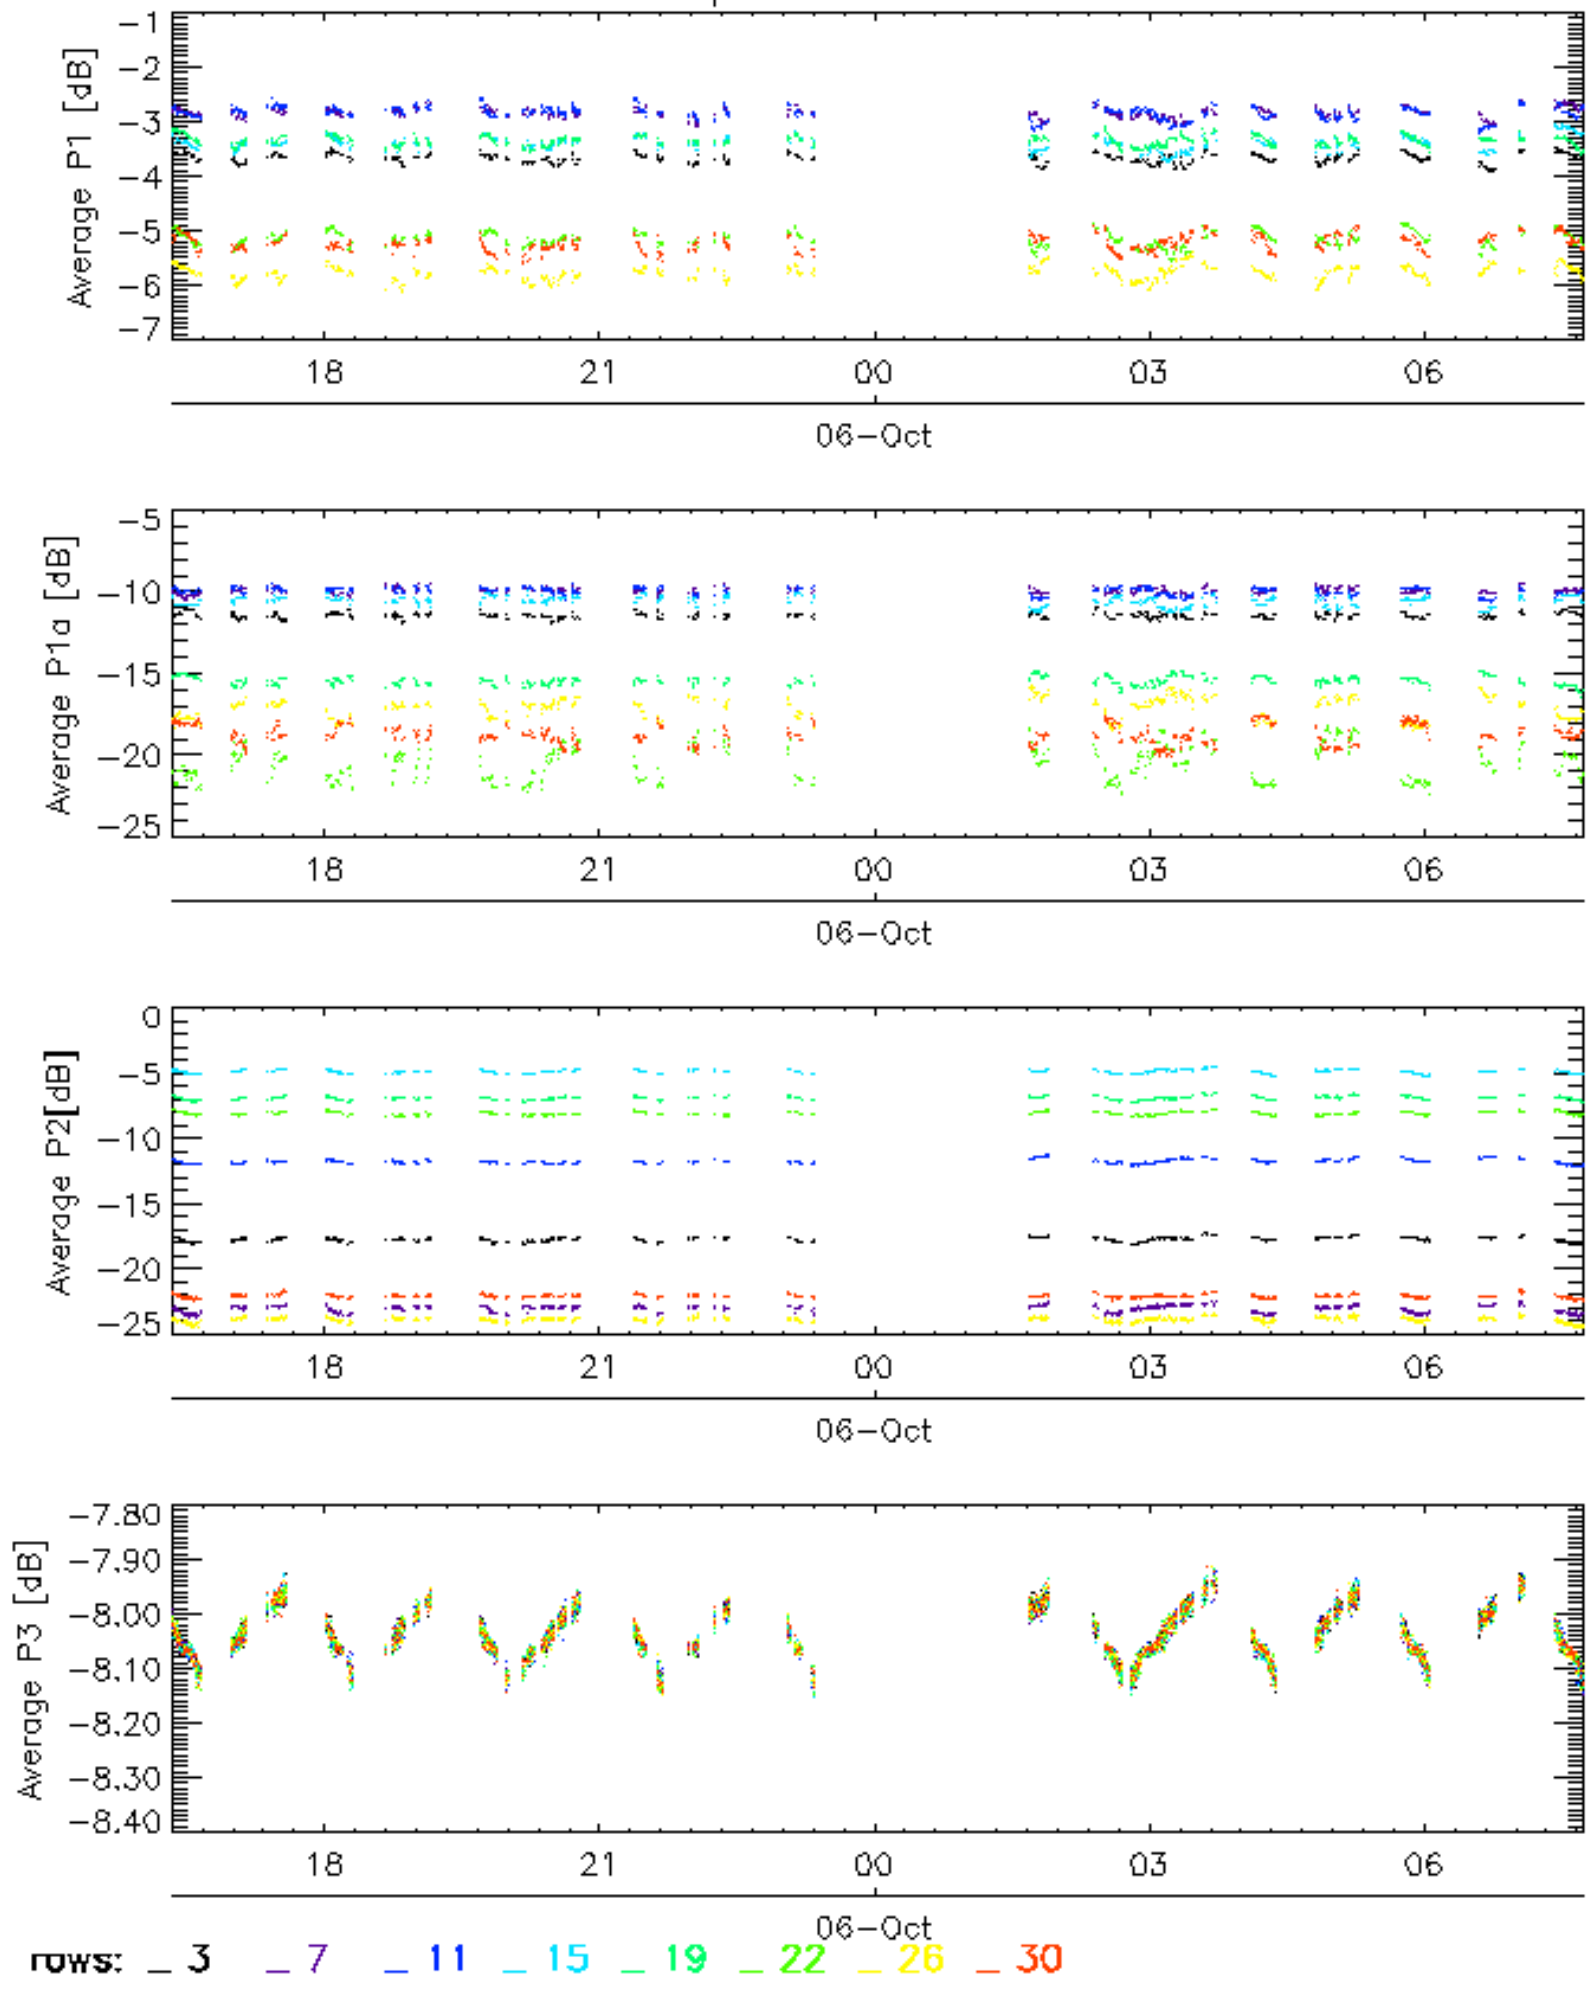 -1
-2
-3
-4
-5
-6
-7
Average P1 [dB]
18 21 00 03 06
06-Oct
-5
-10
-15
-20
-25
Average P1a [dB]
18 21 00 03 06
06-Oct
0
-5
-10
-15
-20
-25
Average P2[dB]
18 21 00 03 06
06-Oct
-7.80
-7.90
-8.00
-8.10
-8.20
-8.30
-8.40
Average P3 [dB]
18 21 00 03 06
06-Oct
rows: _ 3 _ 7 _ 11 _ 15 _ 19 _ 22 _ 26 _ 30